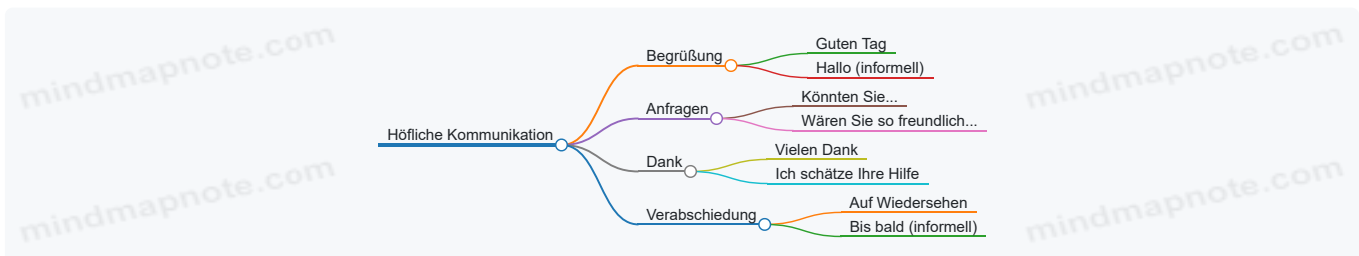 mindmapnote.com
mindmapnote.com
Höfliche Kommunikation
Begrüßung
Guten Tag
Hallo (informell)
Anfragen
Könnten Sie...
Wären Sie so freundlich...
Dank
Vielen Dank
Ich schätze Ihre Hilfe
Verabschiedung
Auf Wiedersehen
Bis bald (informell)
mindmapnote.com
mindmapnote.com